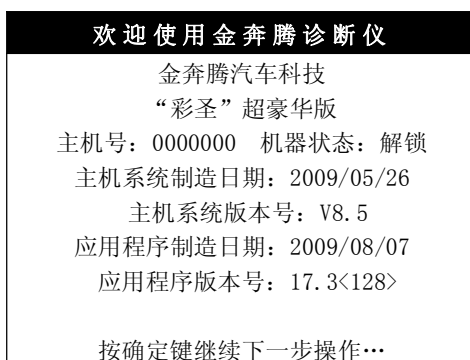 欢迎使用金奔腾诊断仪
金奔腾汽车科技
“彩圣”超豪华版
主机号：0000000 机器状态：解锁
主机系统制造日期：2009/05/26
主机系统版本号：V8.5
应用程序制造日期：2009/08/07
应用程序版本号：17.3<128>
按确定键继续下一步操作…